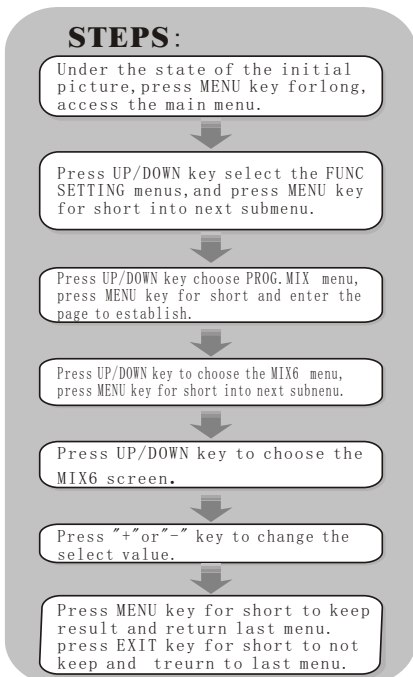 STEPS:
Under the state of the initial
picture,press MENU key forlong,
access the main menu.
Press UP/DOWN key select the FUNC
SETTING menus,and press MENU key
for short into next submenu.
Press UP/DOWN key choose PROG.MIX menu,
press MENU key for short and enter the
page to establish.
Press UP/DOWN key to choose the MIX6 menu,
press MENU key for short into next subnenu.
Press UP/DOWN key to choose the
MIX6 screen.
Press "+"or"-" key to change the
select value.
Press MENU key for short to keep
result and return last menu.
press EXIT key for short to not
keep and treurn to last menu.